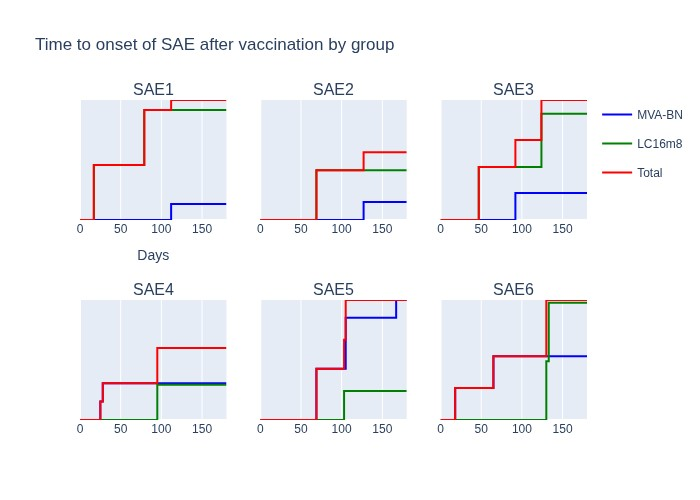 Time to onset of SAE after vaccination by group
SAE1
SAE2
SAE3
MVA-BN
LC16m8
Total
0 50 100 150
0 50 100 150
0 50 100 150
Days
SAE4
SAE5
SAE6
0 50 100 150
0 50 100 150
0 50 100 150